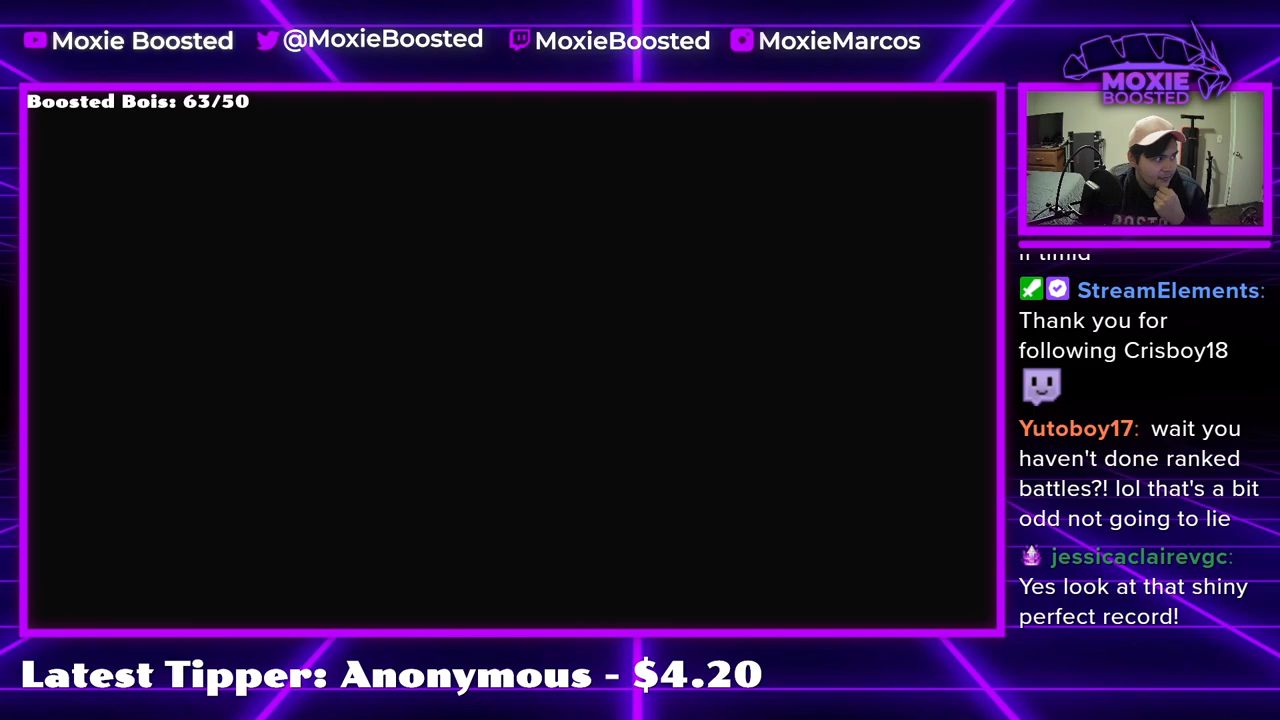 Moxie Boosted @MoxieBoosted MoxieBoosted MoxieMarcos
MOXIE
BOOSTED
Boosted Bois: 63/50
StreamElements:
Thank you for
following Crisboy18
Yutoboy17: wait you
haven't done ranked
battles?! lol that's a bit
odd not going to lie
jessicaclairevgc:
Yes look at that shiny
perfect record!
Latest Tipper: Anonymous - $4.20